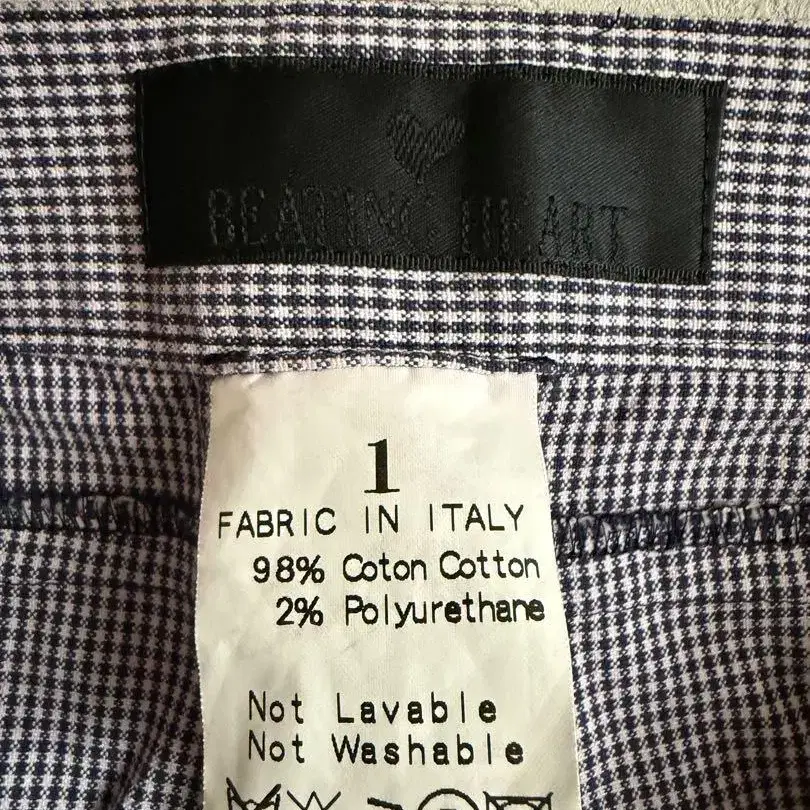 BEATING HEART
1
FABRIC IN ITALY
98% Coton Cotton
2% Polyurethane
Not Lavable
Not Washable